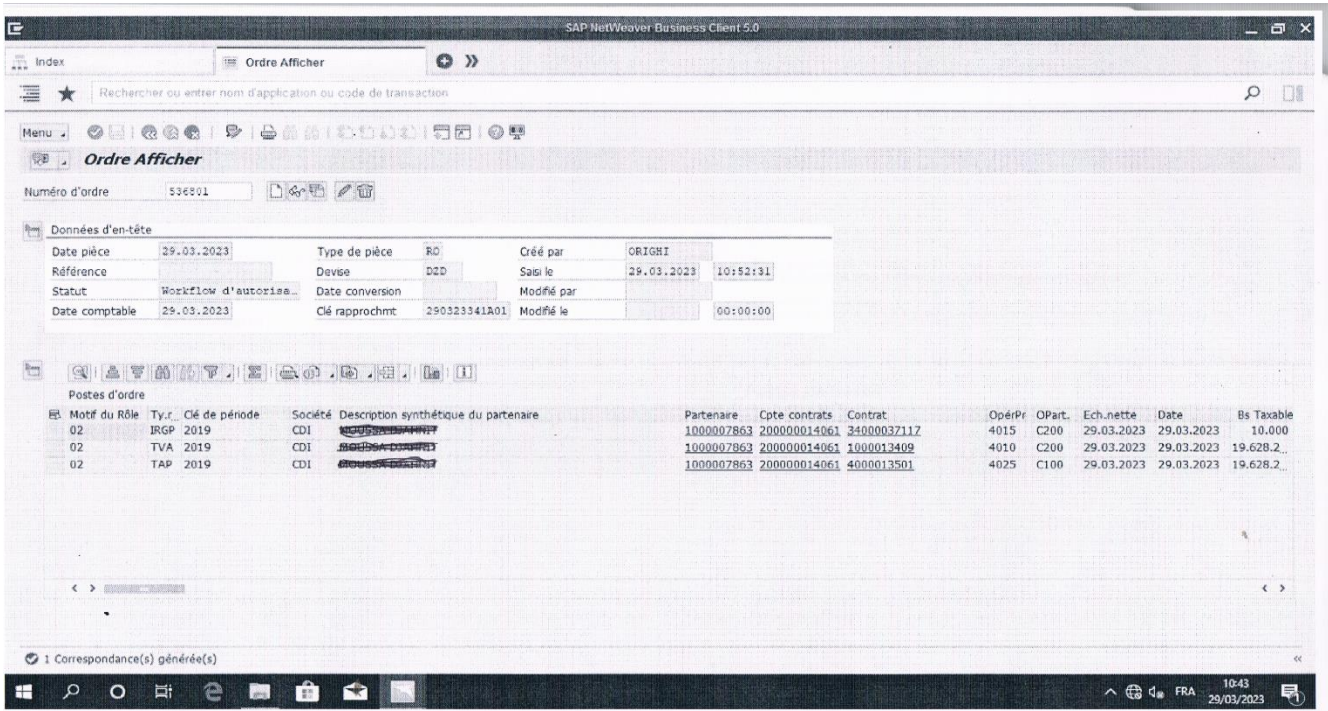 SAP NetWeaver Business Client 5.0
Index Ordre Afficher
Rechercher ou entrer nom d'application ou code de transaction
Menu
Ordre Afficher
Numéro d'ordre 536801
Données d'en-tête
Date pièce 29.03.2023 Type de pièce RO Créé par ORIGHI
Référence Devise DZD Saisi le 29.03.2023 10:52:31
Statut Workflow d'autorisa... Date conversion Modifié par
Date comptable 29.03.2023 Clé rapprochmt 290323341A01 Modifié le 00:00:00
Postes d'ordre
Motif du Rôle Ty.r_ Clé de période Société Description synthétique du partenaire Partenaire Cpte contrats Contrat OpérPr OPart. Ech.nette Date Bs Taxable
02 IRGP 2019 CDI 1000007863 200000014061 34000037117 4015 C200 29.03.2023 29.03.2023 10.000
02 TVA 2019 CDI 1000007863 200000014061 1000013409 4010 C200 29.03.2023 29.03.2023 19.628.2...
02 TAP 2019 CDI 1000007863 200000014061 4000013501 4025 C100 29.03.2023 29.03.2023 19.628.2...
1 Correspondance(s) générée(s)
FRA 10:43
29/03/2023